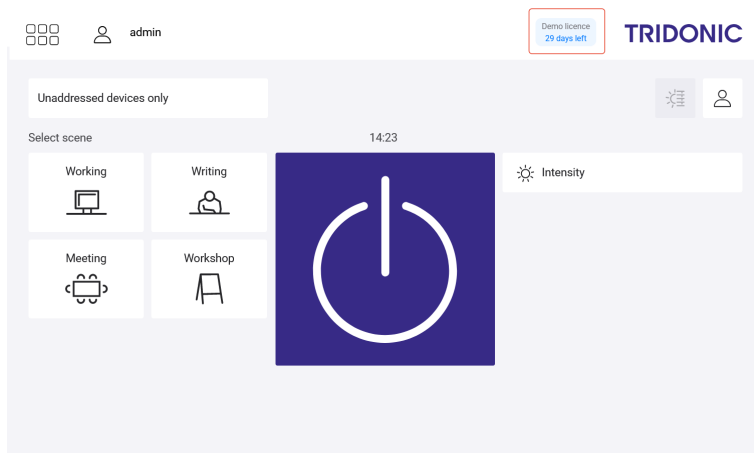 admin
Demo licence
29 days left
TRIDONIC
Unaddressed devices only
Select scene
14:23
Working
Writing
Intensity
Meeting
Workshop